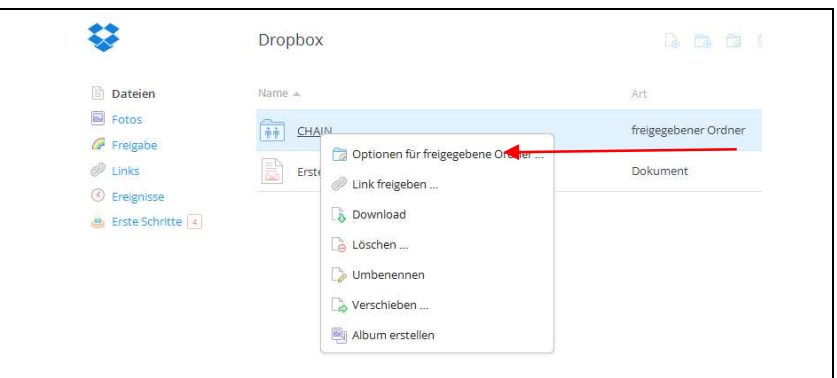 Dropbox
Dateien
Fotos
Freigabe
Links
Ereignisse
Erste Schritte 4
Name Art
CHAIN freigegebener Ordner
Erste Dokument
Optionen für freigegebene Ordner ...
Link freigeben ...
Download
Löschen ...
Umbenennen
Verschieben ...
Album erstellen